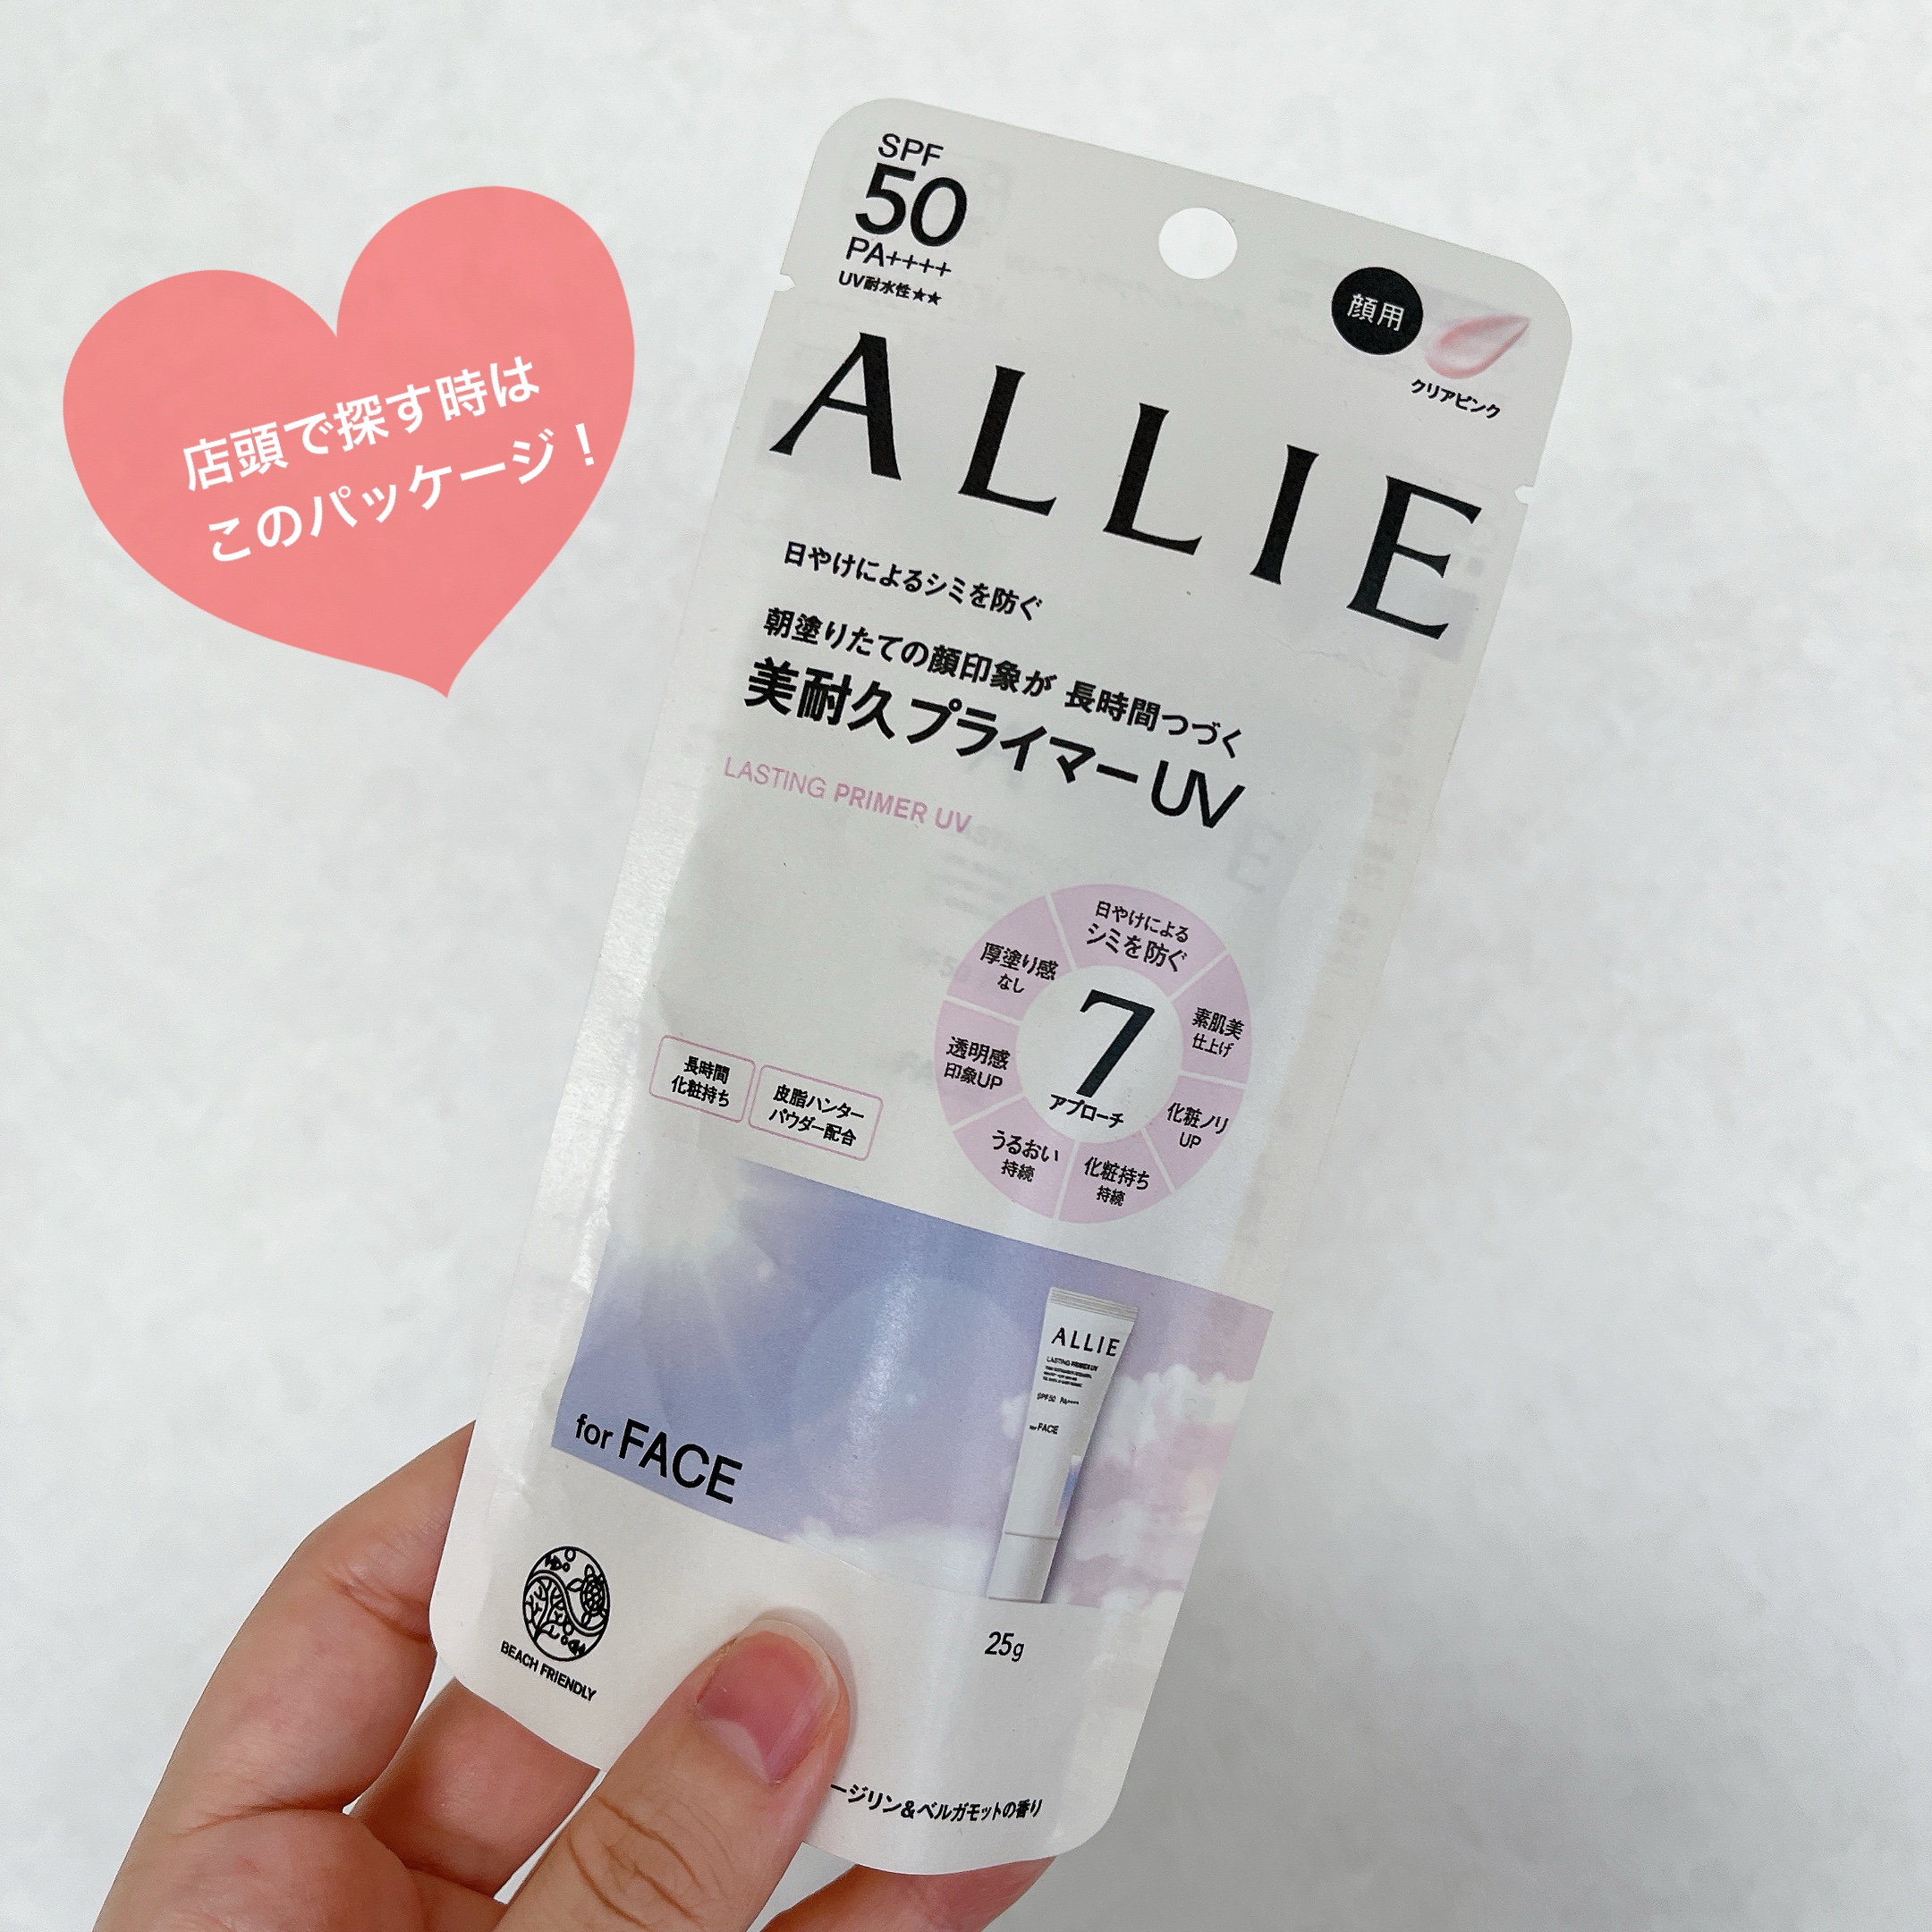 店頭で探す時は
このパッケージ！
SPF
50
PA++++
UV耐水性★★
顔用
クリアピンク
ALLIE
日やけによるシミを防ぐ
朝塗りたての顔印象が 長時間つづく
美耐久プライマーUV
LASTING PRIMER UV
日やけによる
シミを防ぐ
素肌美
仕上げ
化粧ノリ
UP
化粧持ち
持続
うるおい
持続
透明感
印象UP
厚塗り感
なし
7
アプローチ
長時間
化粧持ち
皮脂ハンター
パウダー配合
ALLIE
LASTING PRIMER UV
SPF50 PA++++
for FACE
for FACE
25g
BEACH FRIENDLY
ージリン&ベルガモットの香り